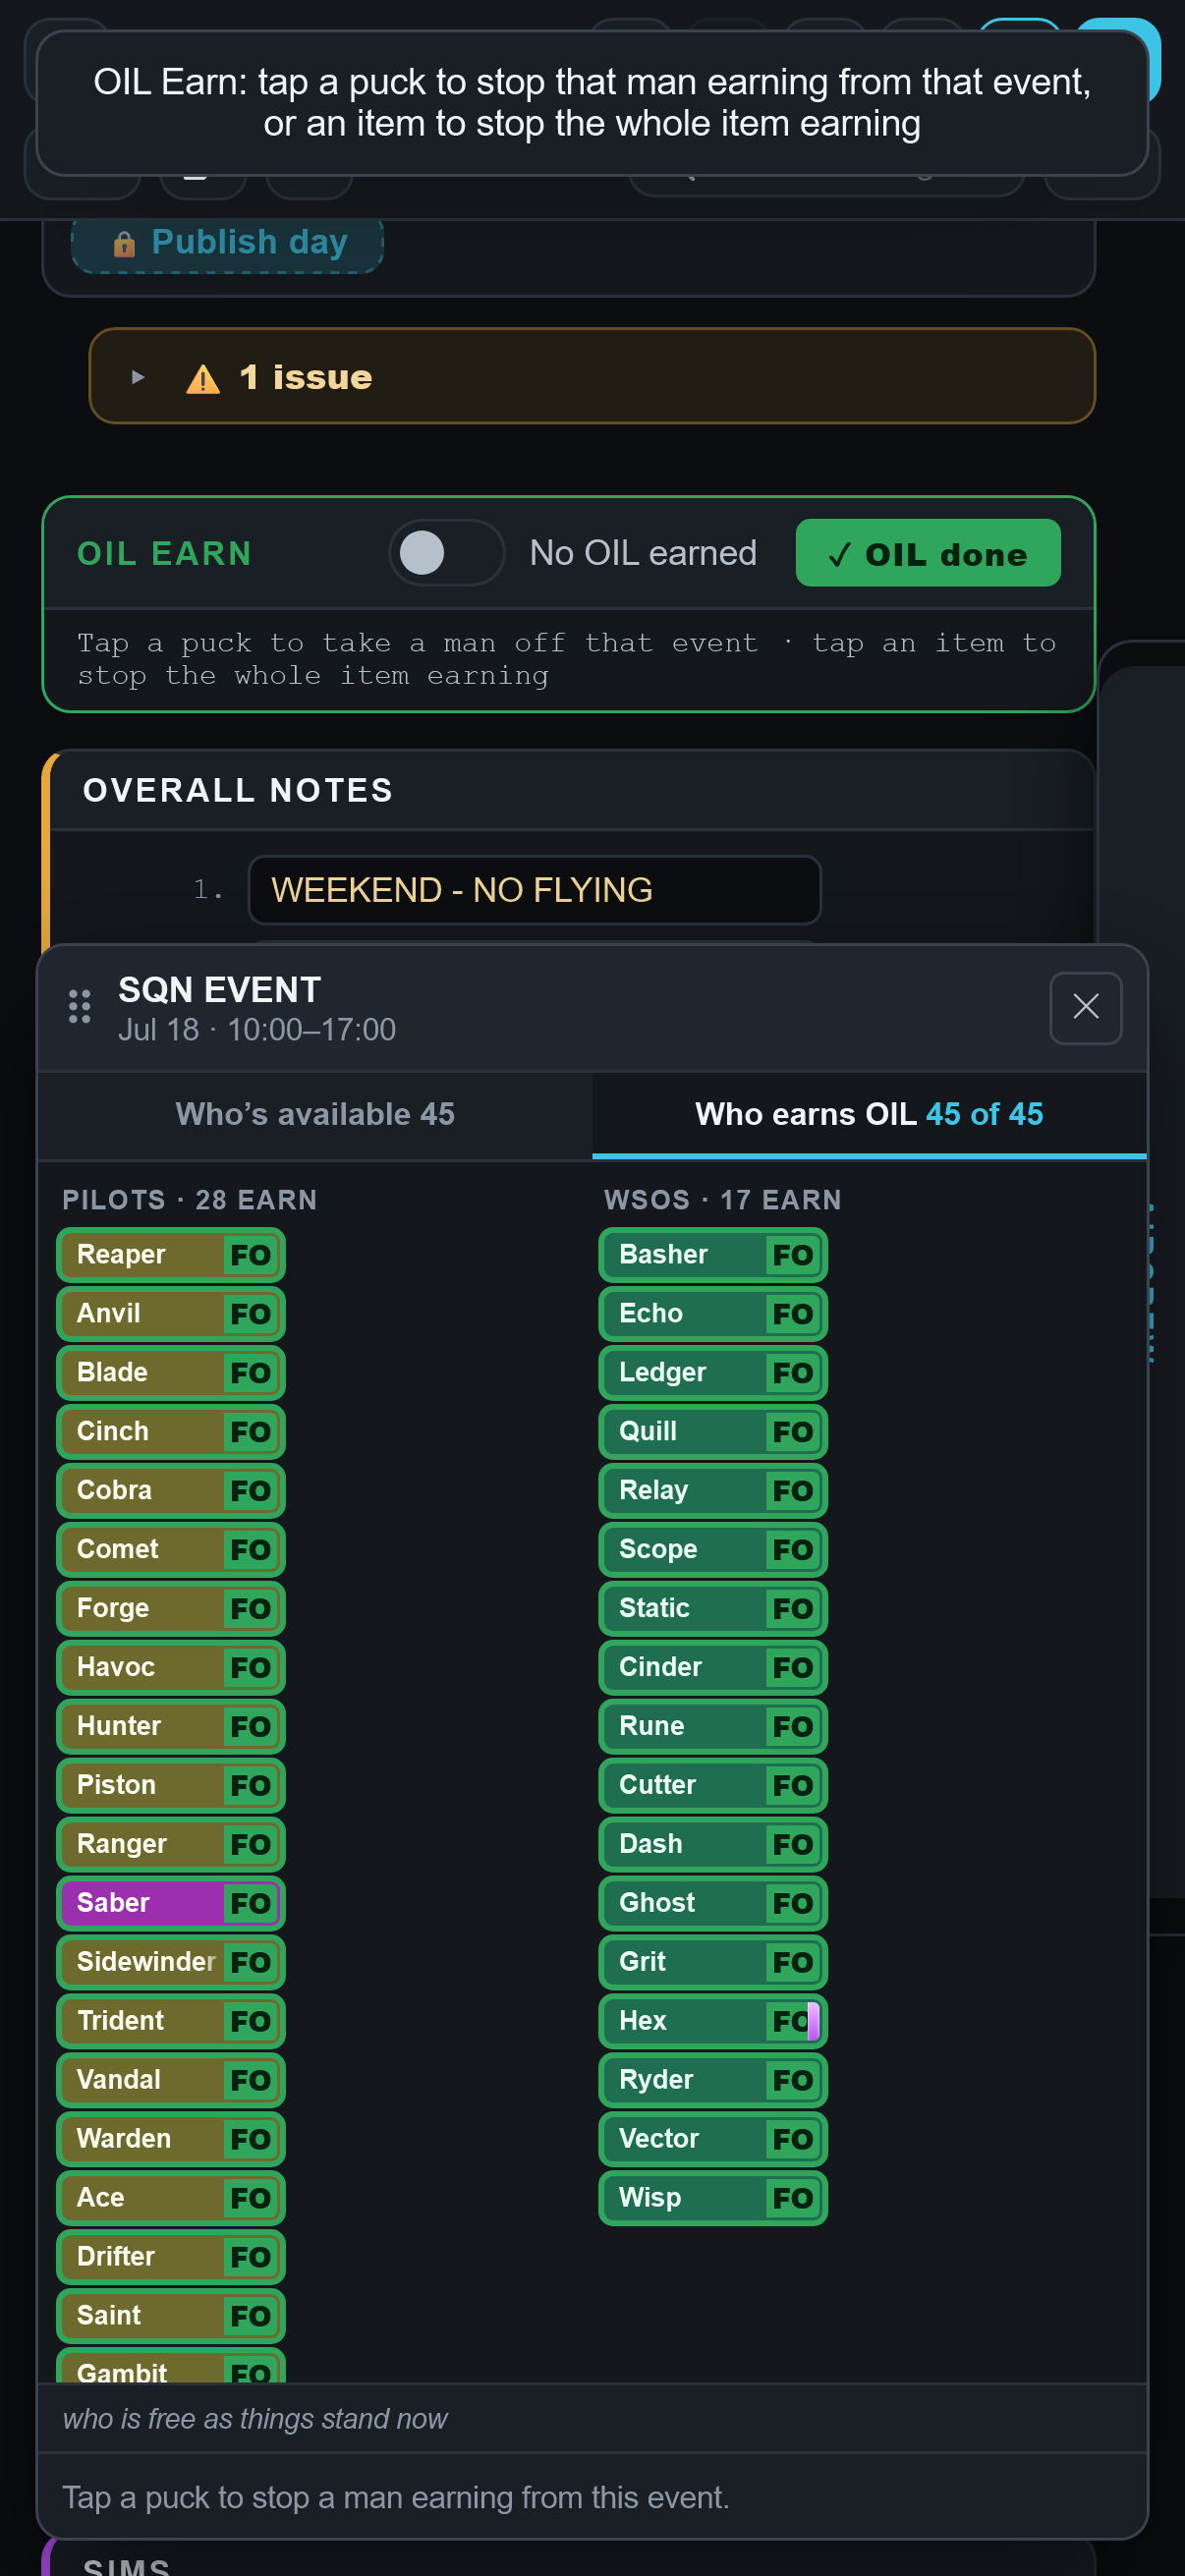 OIL Earn: tap a puck to stop that man earning from that event,
or an item to stop the whole item earning
Publish day
1 issue
OIL EARN
No OIL earned
✓ OIL done
Tap a puck to take a man off that event · tap an item to
stop the whole item earning
OVERALL NOTES
1.
WEEKEND - NO FLYING
SQN EVENT
Jul 18 · 10:00–17:00
Who's available 45
Who earns OIL 45 of 45
PILOTS · 28 EARN
Reaper FO
Anvil FO
Blade FO
Cinch FO
Cobra FO
Comet FO
Forge FO
Havoc FO
Hunter FO
Piston FO
Ranger FO
Saber FO
Sidewinder FO
Trident FO
Vandal FO
Warden FO
Ace FO
Drifter FO
Saint FO
Gambit FO
WSOS · 17 EARN
Basher FO
Echo FO
Ledger FO
Quill FO
Relay FO
Scope FO
Static FO
Cinder FO
Rune FO
Cutter FO
Dash FO
Ghost FO
Grit FO
Hex FO
Ryder FO
Vector FO
Wisp FO
who is free as things stand now
Tap a puck to stop a man earning from this event.
SIMS